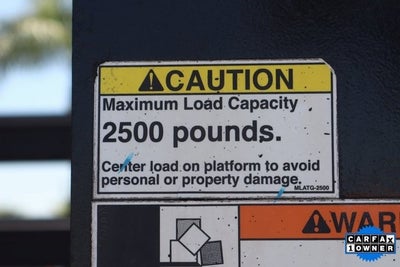 CAUTION
Maximum Load Capacity
2500 pounds.
Center load on platform to avoid
personal or property damage.
MLATG-2500
WAR
CARFAX
1 OWNER